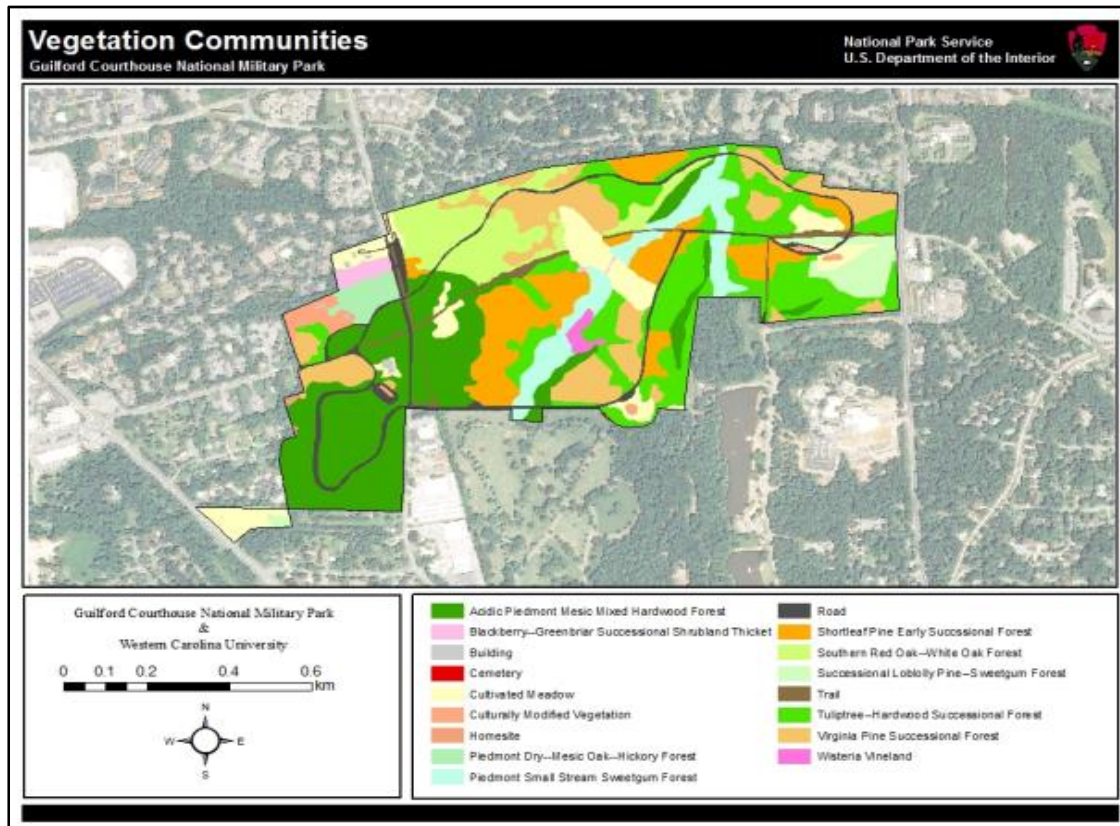 Vegetation Communities
Guilford Courthouse National Military Park
National Park Service
U.S. Department of the Interior
Guilford Courthouse National Military Park
&
Western Carolina University
0 0.1 0.2 0.4 0.6
km
N
W E
S
Acidic Piedmont Mesic Mixed Hardwood Forest
Blackberry--Greenbriar Successional Shrubland Thicket
Building
Cemetery
Cultivated Meadow
Culturally Modified Vegetation
Homesite
Piedmont Dry--Mesic Oak--Hickory Forest
Piedmont Small Stream Sweetgum Forest
Road
Shortleaf Pine Early Sucssional Forest
Southern Red Oak--White Oak Forest
Successional Loblolly Pine--Sweetgum Forest
Trail
Tuliptree--Hardwood Successional Forest
Virginia Pine Successional Forest
Wisteria Vineland